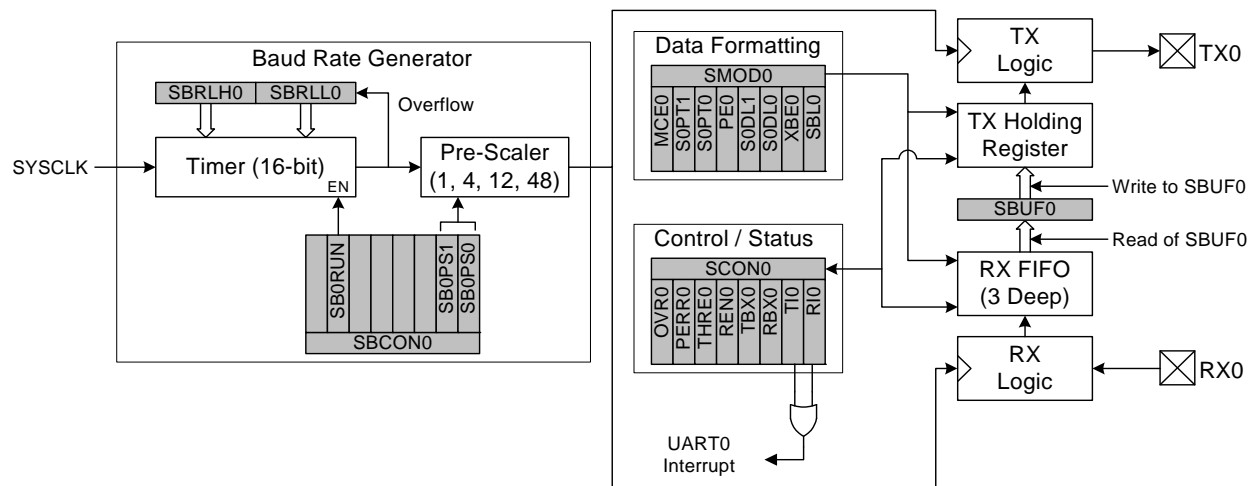 Baud Rate Generator
SBRLH0 SBRLL0
Overflow
SYSCLK
Timer (16-bit)
EN
Pre-Scaler
(1, 4, 12, 48)
SB0RUN
SB0PS1
SB0PS0
SBCON0
Data Formatting
SMOD0
MCE0
S0PT1
S0PT0
PE0
S0DL1
S0DL0
XBE0
SBL0
Control / Status
SCON0
OVR0
PERR0
THRE0
REN0
TBX0
RBX0
TI0
RI0
UART0
Interrupt
TX
Logic
TX0
TX Holding
Register
Write to SBUF0
SBUF0
Read of SBUF0
RX FIFO
(3 Deep)
RX
Logic
RX0